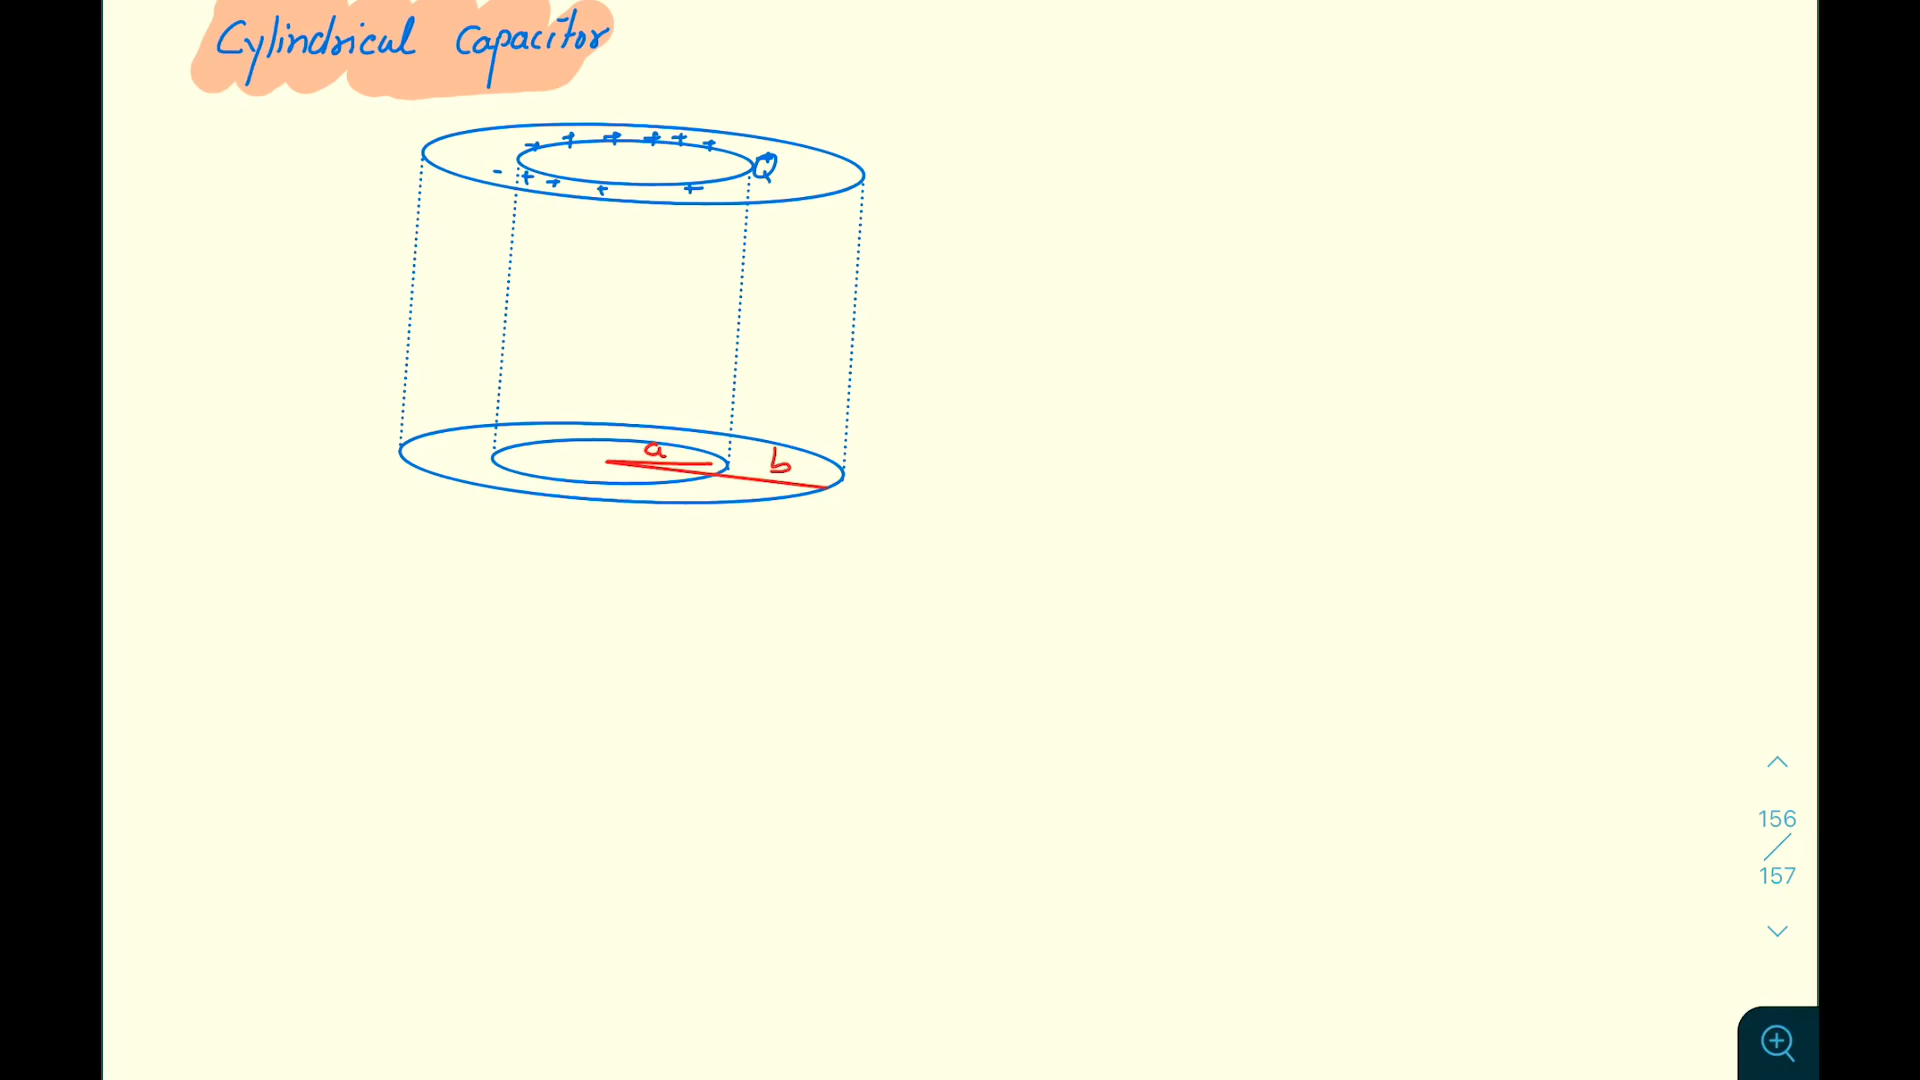 Cylindrical Capacitor
+ + + + + +
Q
- + + + +
a
b
156
/
157